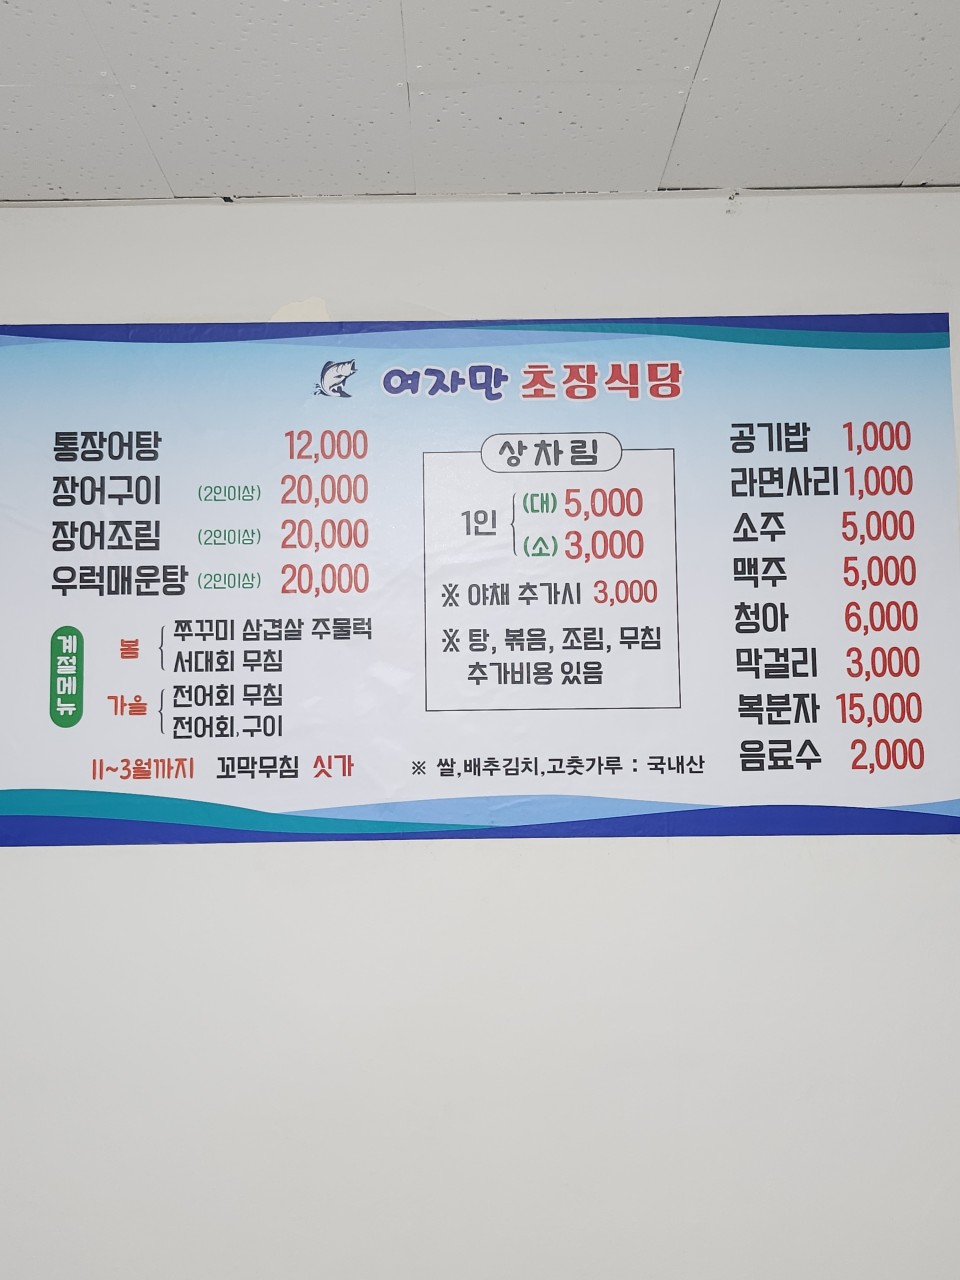 여자만 초장식당
통장어탕 12,000
장어구이 (2인이상) 20,000
장어조림 (2인이상) 20,000
우럭매운탕 (2인이상) 20,000
계절메뉴
봄
쭈꾸미 삼겹살 주물럭
서대회 무침
가을
전어회 무침
전어회,구이
11~3월까지 꼬막무침 싯가
상차림
1인
(대) 5,000
(소) 3,000
※ 야채 추가시 3,000
※ 탕, 볶음, 조림, 무침
추가비용 있음
※ 쌀,배추김치,고춧가루 : 국내산
공기밥 1,000
라면사리 1,000
소주 5,000
맥주 5,000
청하 6,000
막걸리 3,000
복분자 15,000
음료수 2,000